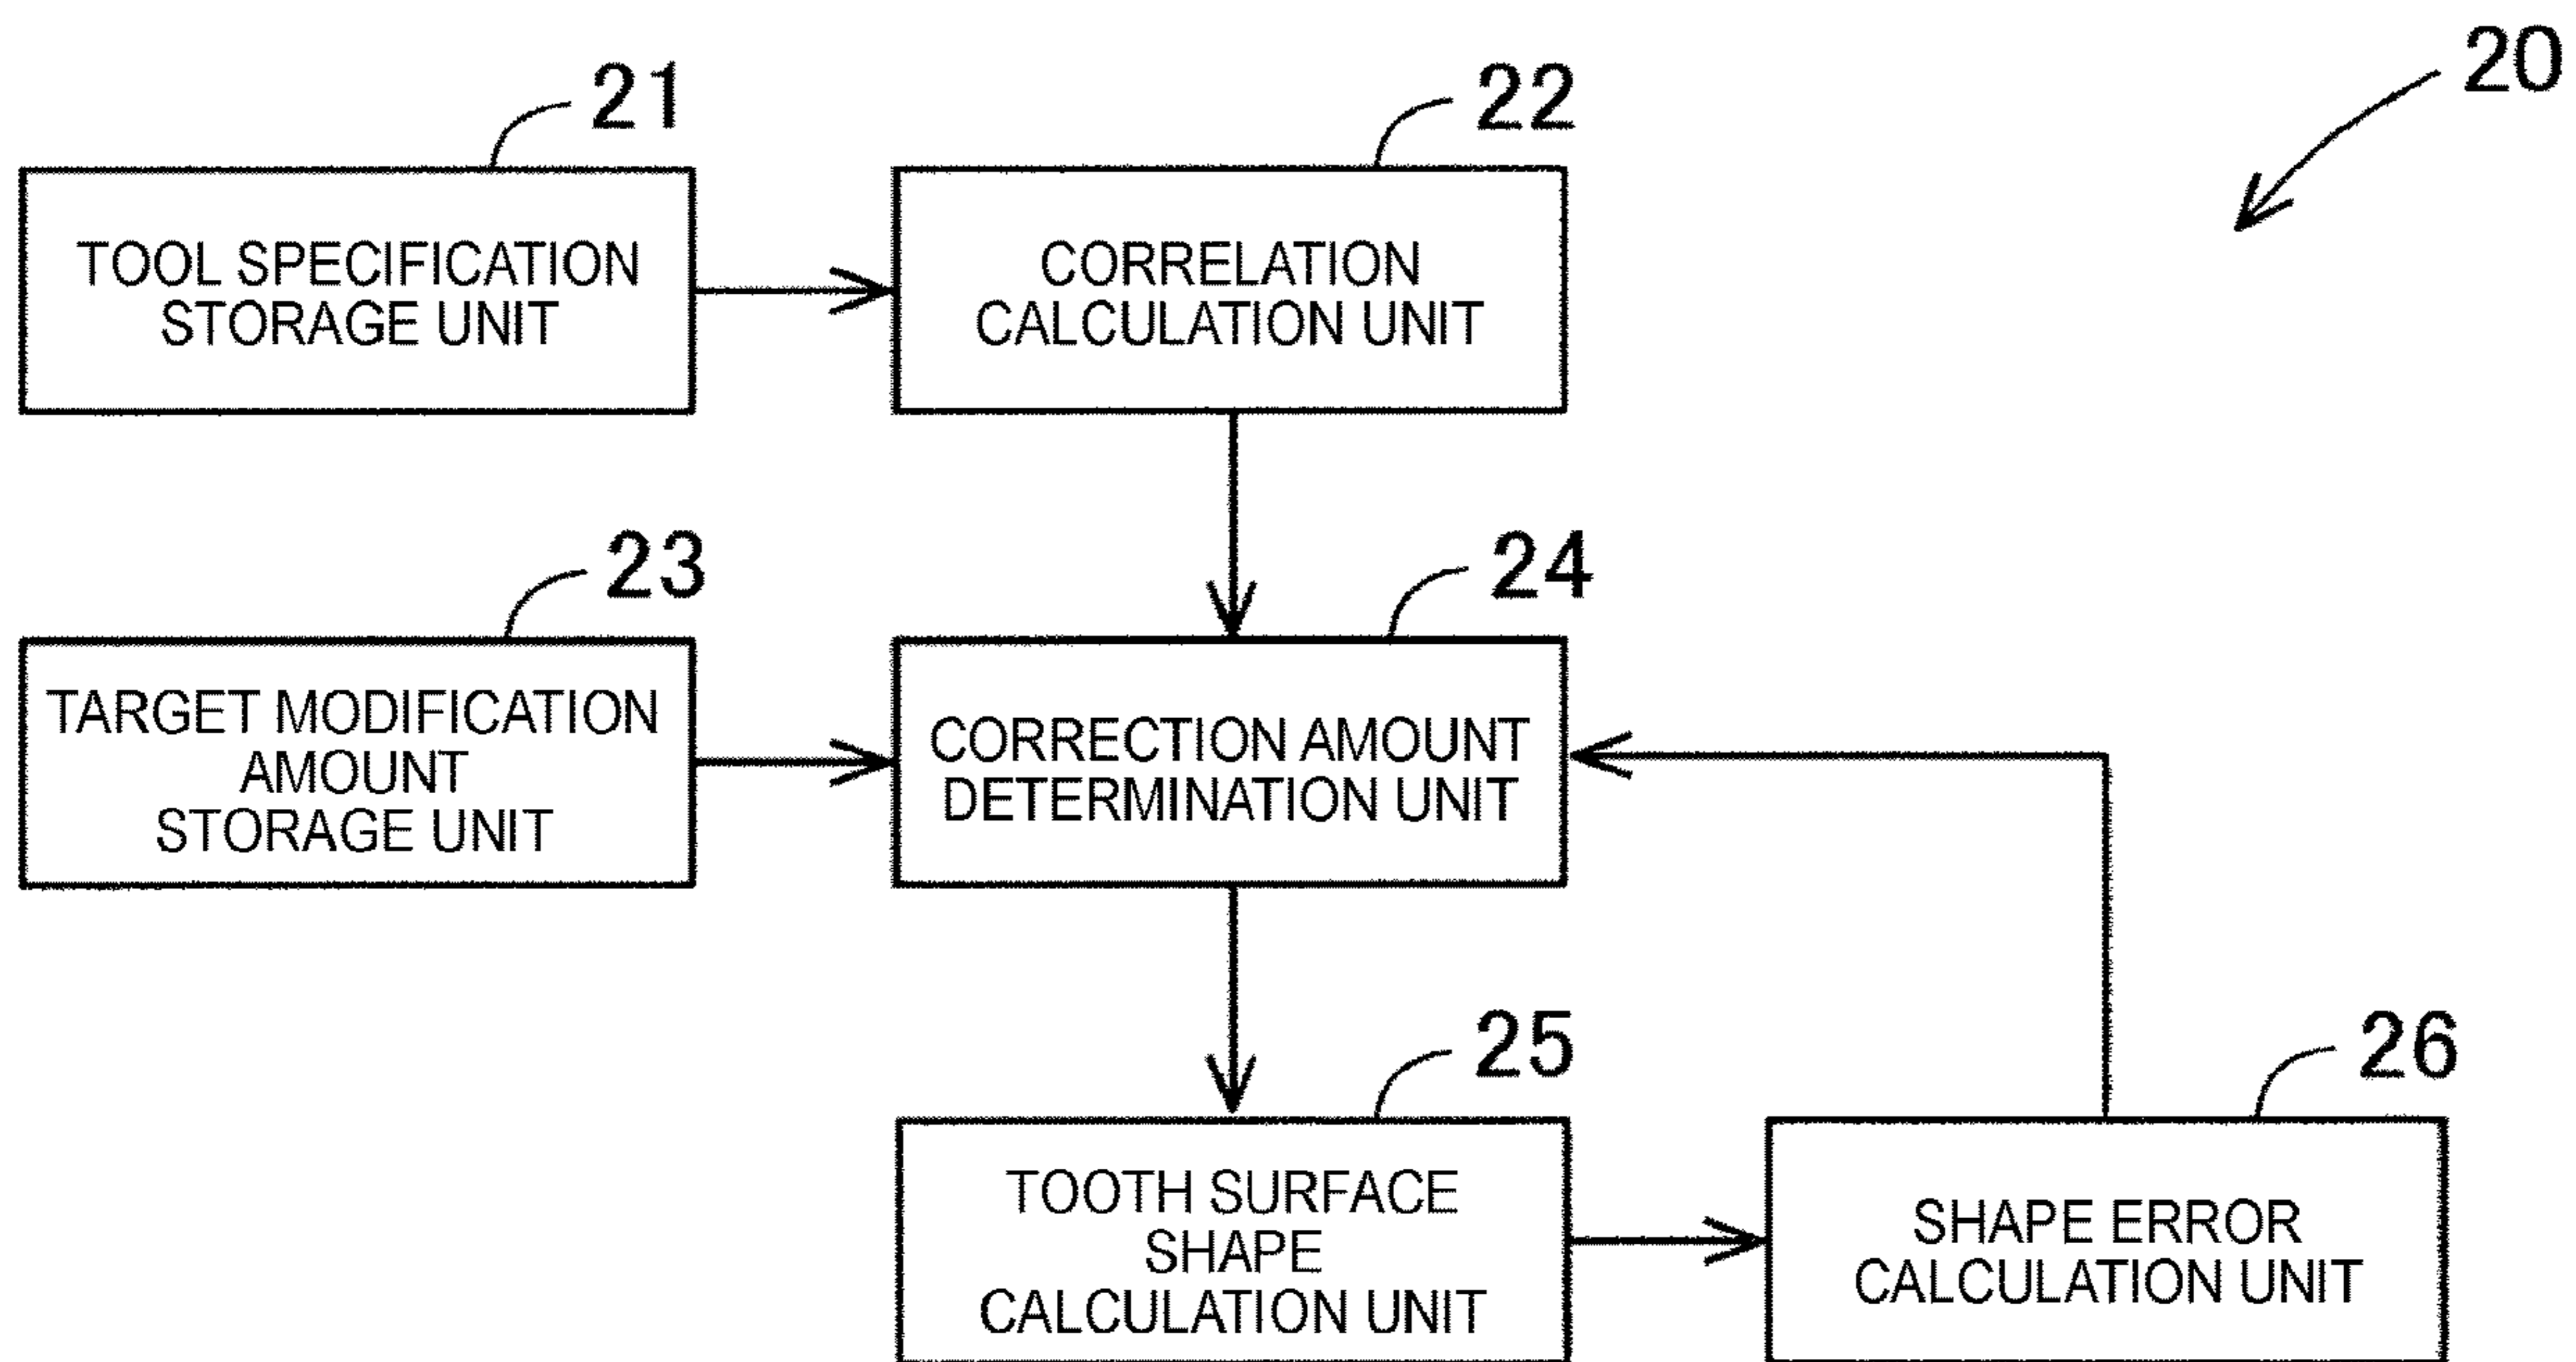 20
21
TOOL SPECIFICATION
STORAGE UNIT
22
CORRELATION
CALCULATION UNIT
23
TARGET MODIFICATION
AMOUNT
STORAGE UNIT
24
CORRECTION AMOUNT
DETERMINATION UNIT
25
TOOTH SURFACE
SHAPE
CALCULATION UNIT
26
SHAPE ERROR
CALCULATION UNIT